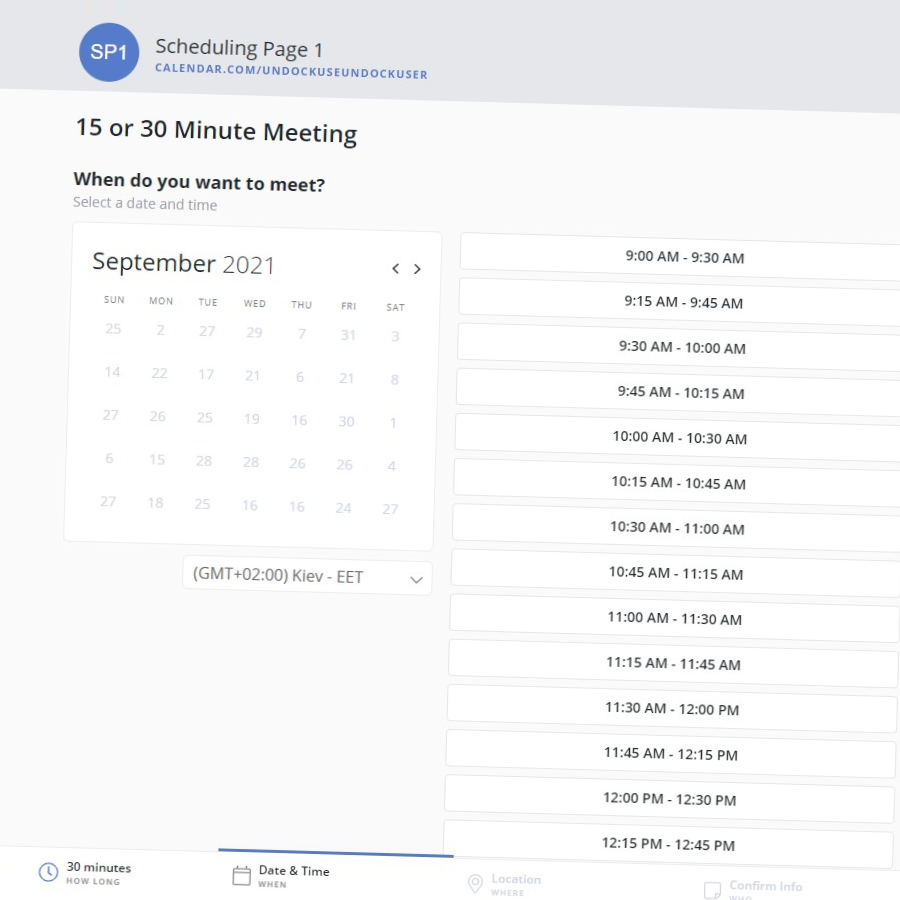 SP1
Scheduling Page 1
CALENDAR.COM/UNDOCKUSEUNDOCKUSER
15 or 30 Minute Meeting
When do you want to meet?
Select a date and time
September 2021
SUN MON TUE WED THU FRI SAT
25 2 27 29 7 31 3
14 22 17 21 6 21 8
27 26 25 19 16 30 1
6 15 28 28 26 26 4
27 18 25 16 16 24 27
(GMT+02:00) Kiev - EET
9:00 AM - 9:30 AM
9:15 AM - 9:45 AM
9:30 AM - 10:00 AM
9:45 AM - 10:15 AM
10:00 AM - 10:30 AM
10:15 AM - 10:45 AM
10:30 AM - 11:00 AM
10:45 AM - 11:15 AM
11:00 AM - 11:30 AM
11:15 AM - 11:45 AM
11:30 AM - 12:00 PM
11:45 AM - 12:15 PM
12:00 PM - 12:30 PM
12:15 PM - 12:45 PM
30 minutes
HOW LONG
Date & Time
WHEN
Location
WHERE
Confirm Info
WHO